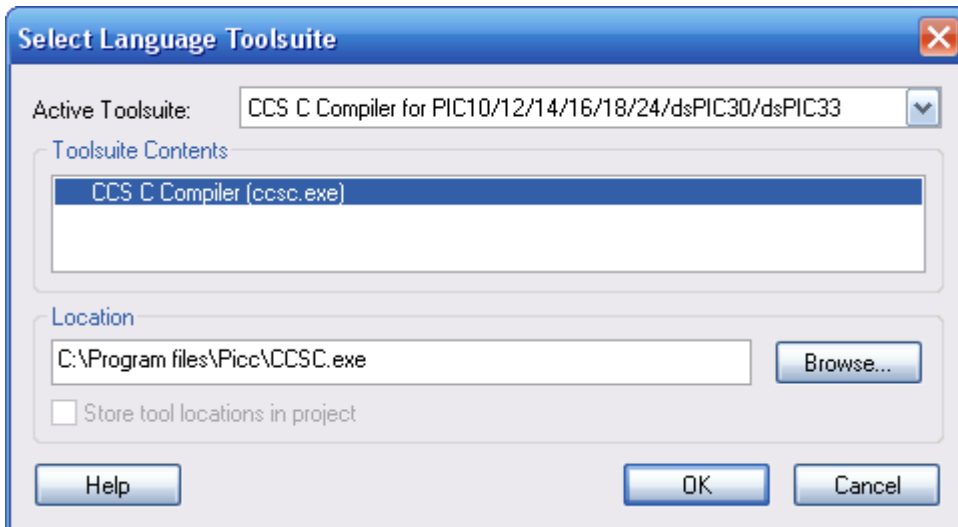 Select Language Toolsuite
Active Toolsuite: CCS C Compiler for PIC10/12/14/16/18/24/dsPIC30/dsPIC33
Toolsuite Contents
CCS C Compiler (ccsc.exe)
Location
C:\Program files\Picc\CCSC.exe Browse...
Store tool locations in project
Help OK Cancel